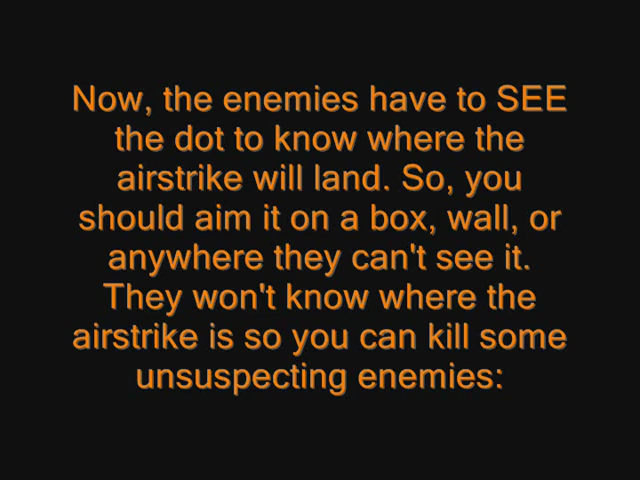 Now, the enemies have to SEE
the dot to know where the
airstrike will land. So, you
should aim it on a box, wall, or
anywhere they can't see it.
They won't know where the
airstrike is so you can kill some
unsuspecting enemies: